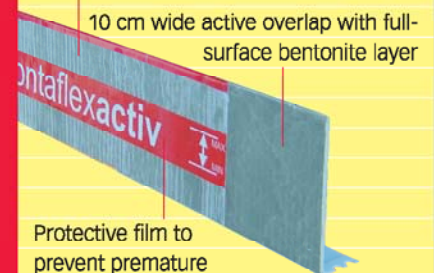 10 cm wide active overlap with full-
surface bentonite layer
ontaflexactiv
MAX
MIN
Protective film to
prevent premature